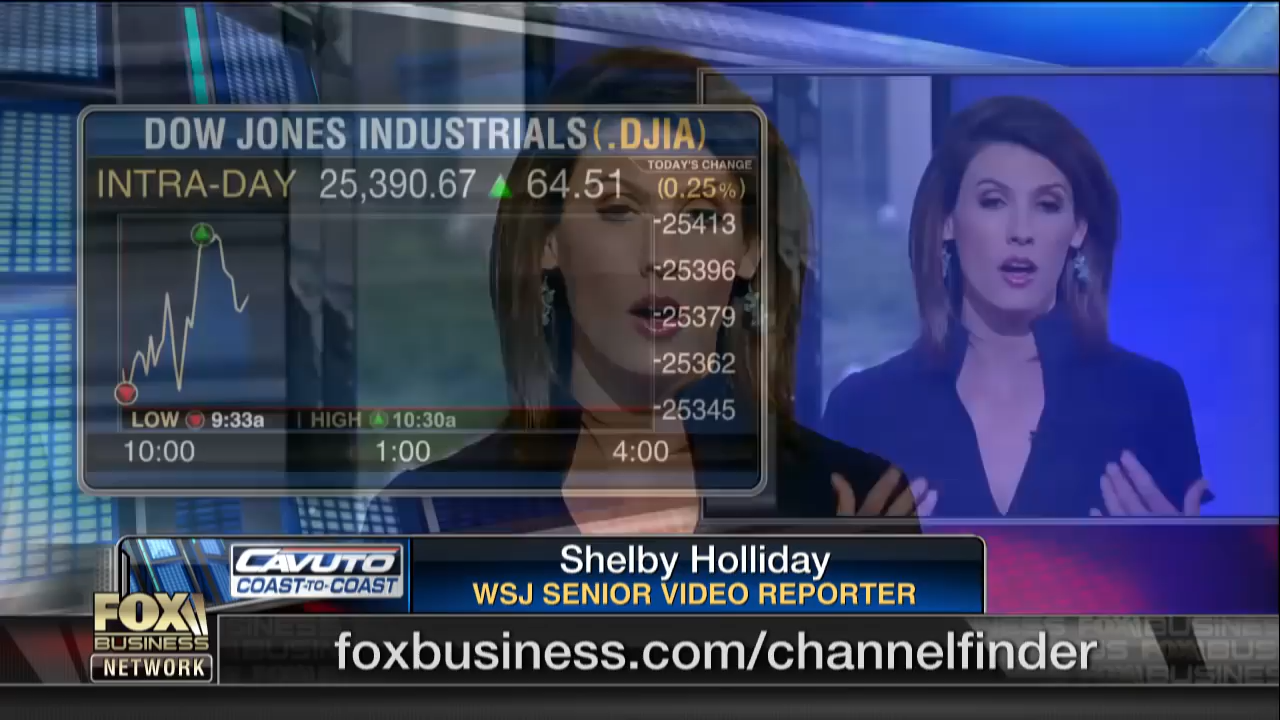 DOW JONES INDUSTRIALS (.DJIA)
TODAY'S CHANGE
INTRA-DAY 25,390.67 64.51 (0.25%)
25413
25396
25379
25362
25345
LOW 9:33a | HIGH 10:30a
10:00 1:00 4:00
CAVUTO
COAST-TO-COAST
Shelby Holliday
WSJ SENIOR VIDEO REPORTER
FOX
BUSINESS
NETWORK
foxbusiness.com/channelfinder